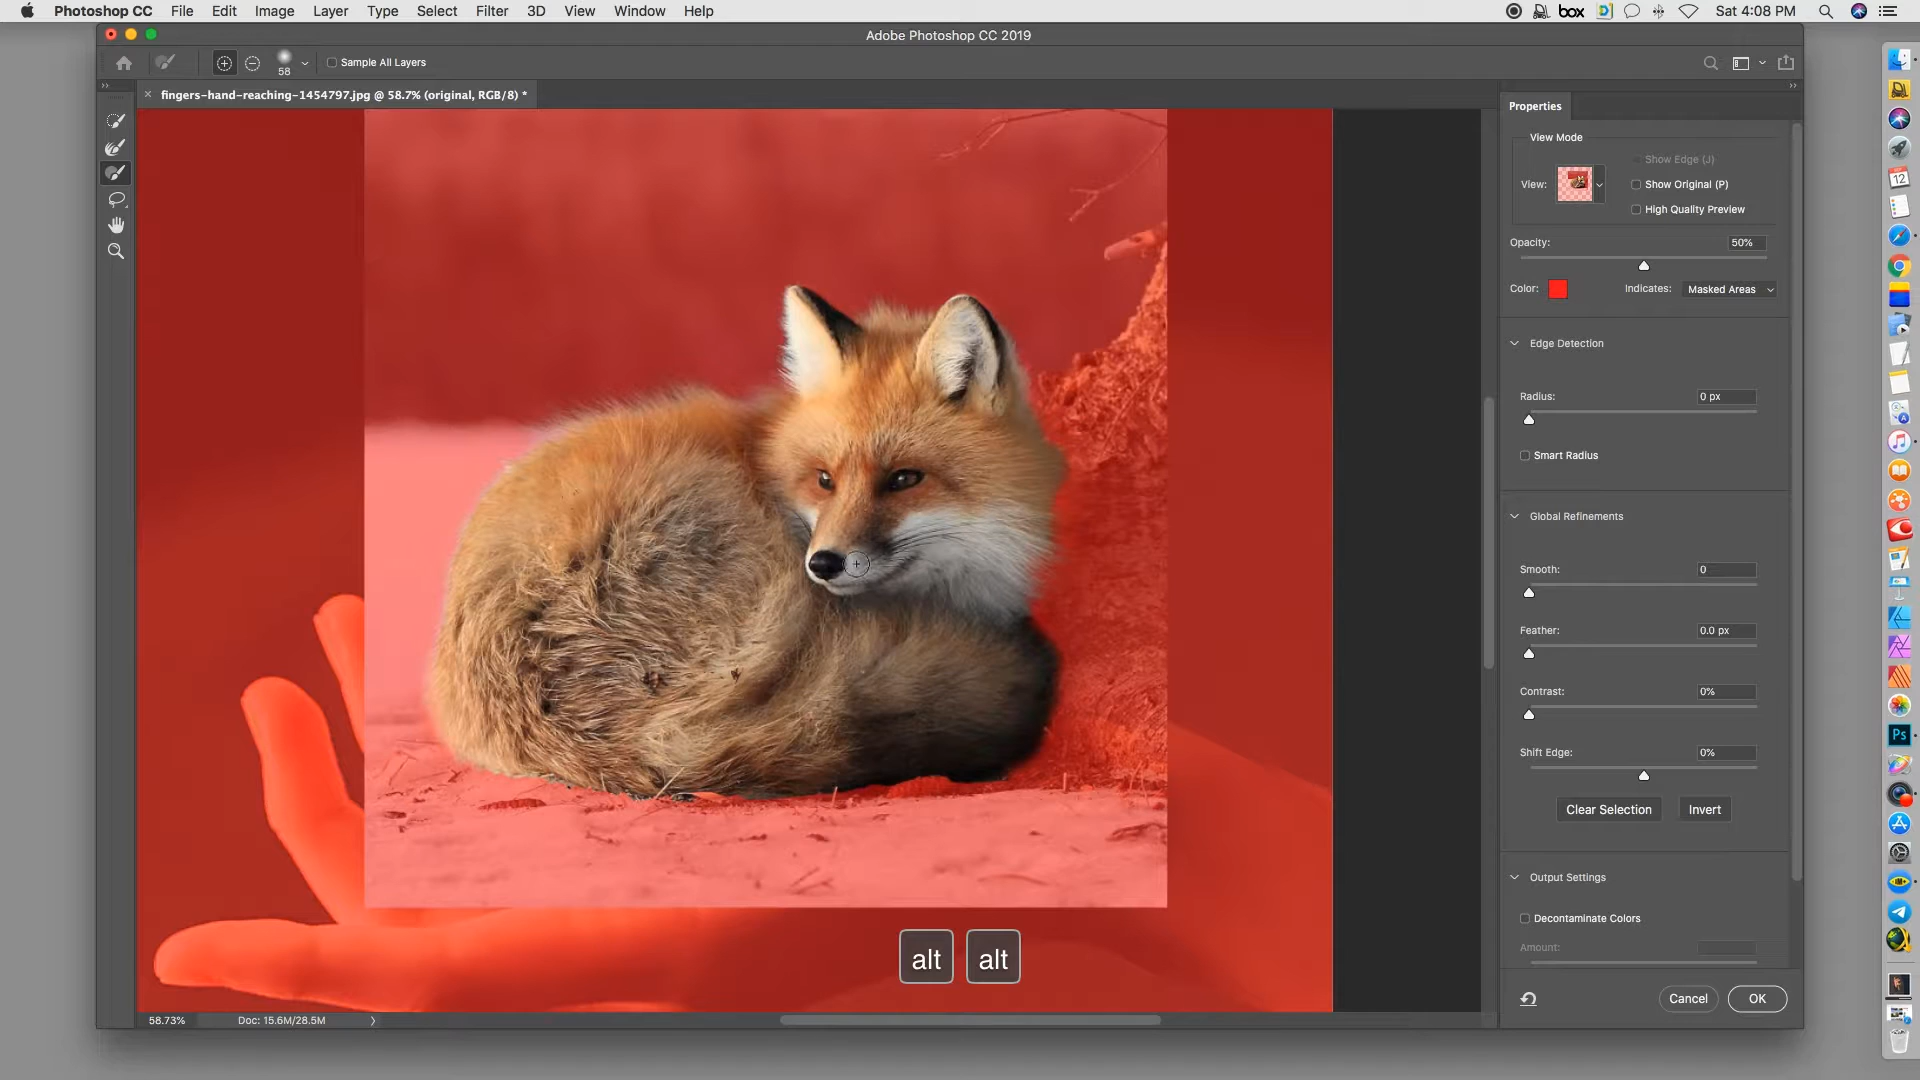 Photoshop CC File Edit Image Layer Type Select Filter 3D View Window Help box Sat 4:08 PM
Adobe Photoshop CC 2019
58 Sample All Layers
fingers-hand-reaching-1454797.jpg @ 58.7% (original, RGB/8) *
Properties
View Mode
Show Edge (J)
View: Show Original (P)
High Quality Preview
Opacity: 50%
Color: Indicates: Masked Areas
Edge Detection
Radius: 0 px
Smart Radius
Global Refinements
Smooth: 0
Feather: 0.0 px
Contrast: 0%
Shift Edge: 0%
Clear Selection Invert
Output Settings
Decontaminate Colors
Amount:
alt alt
Cancel OK
58.73% Doc: 15.6M/28.5M
12
Ps